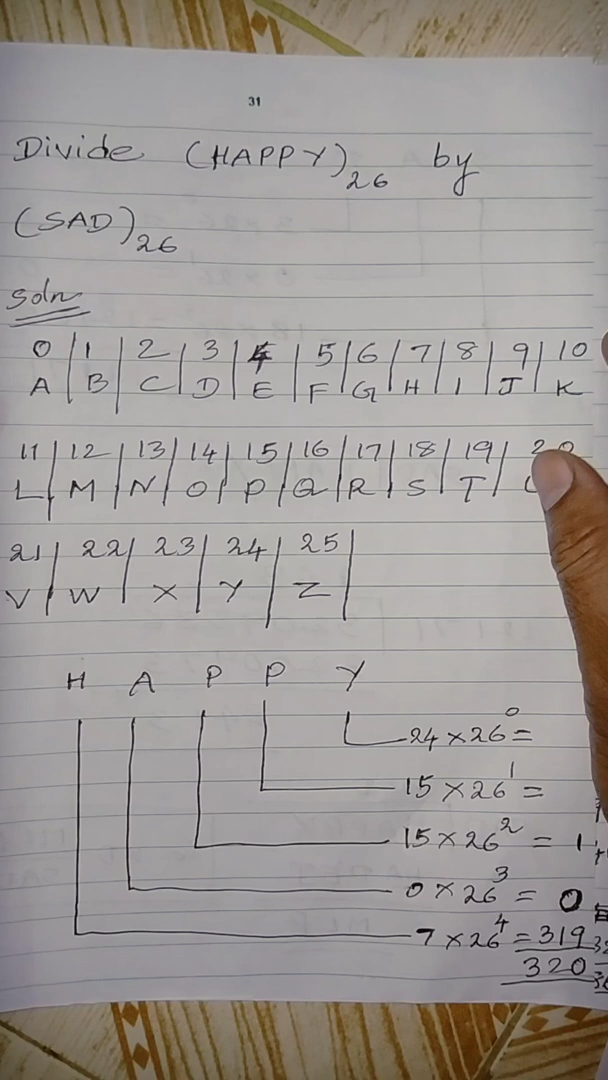 31
Divide (HAPPY)₂₆ by
(SAD)₂₆
Soln
0 | 1 | 2 | 3 | 4 | 5 | 6 | 7 | 8 | 9 | 10
A | B | C | D | E | F | G | H | I | J | K
11 | 12 | 13 | 14 | 15 | 16 | 17 | 18 | 19 | 20
L | M | N | O | P | Q | R | S | T |
21 | 22 | 23 | 24 | 25 |
V | W | X | Y | Z |
H A P P Y
24 × 26⁰ =
15 × 26¹ =
15 × 26² = 1
0 × 26³ = 0
7 × 26⁴ = 319
320